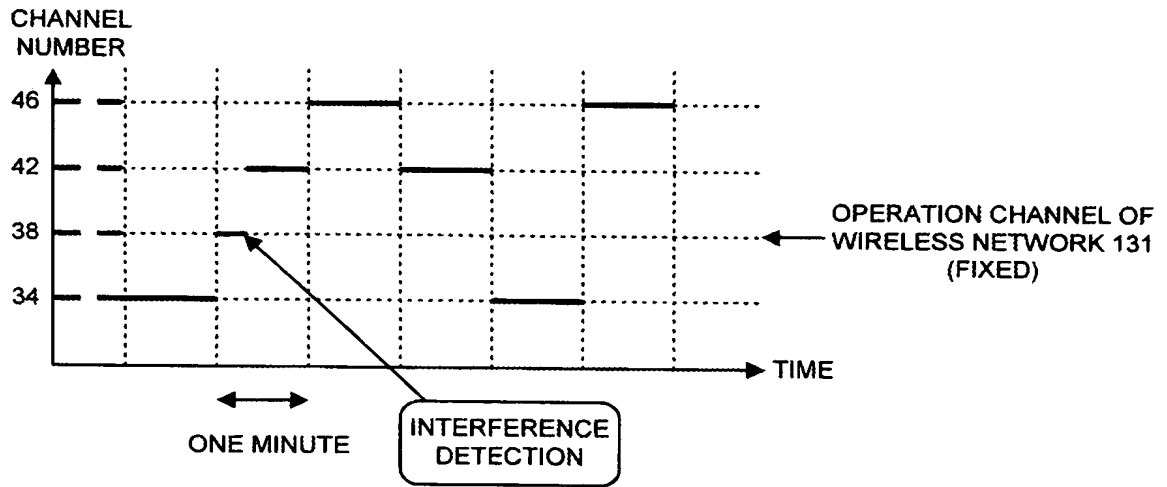 CHANNEL
NUMBER
46
42
38
34
OPERATION CHANNEL OF
WIRELESS NETWORK 131
(FIXED)
TIME
ONE MINUTE
INTERFERENCE
DETECTION